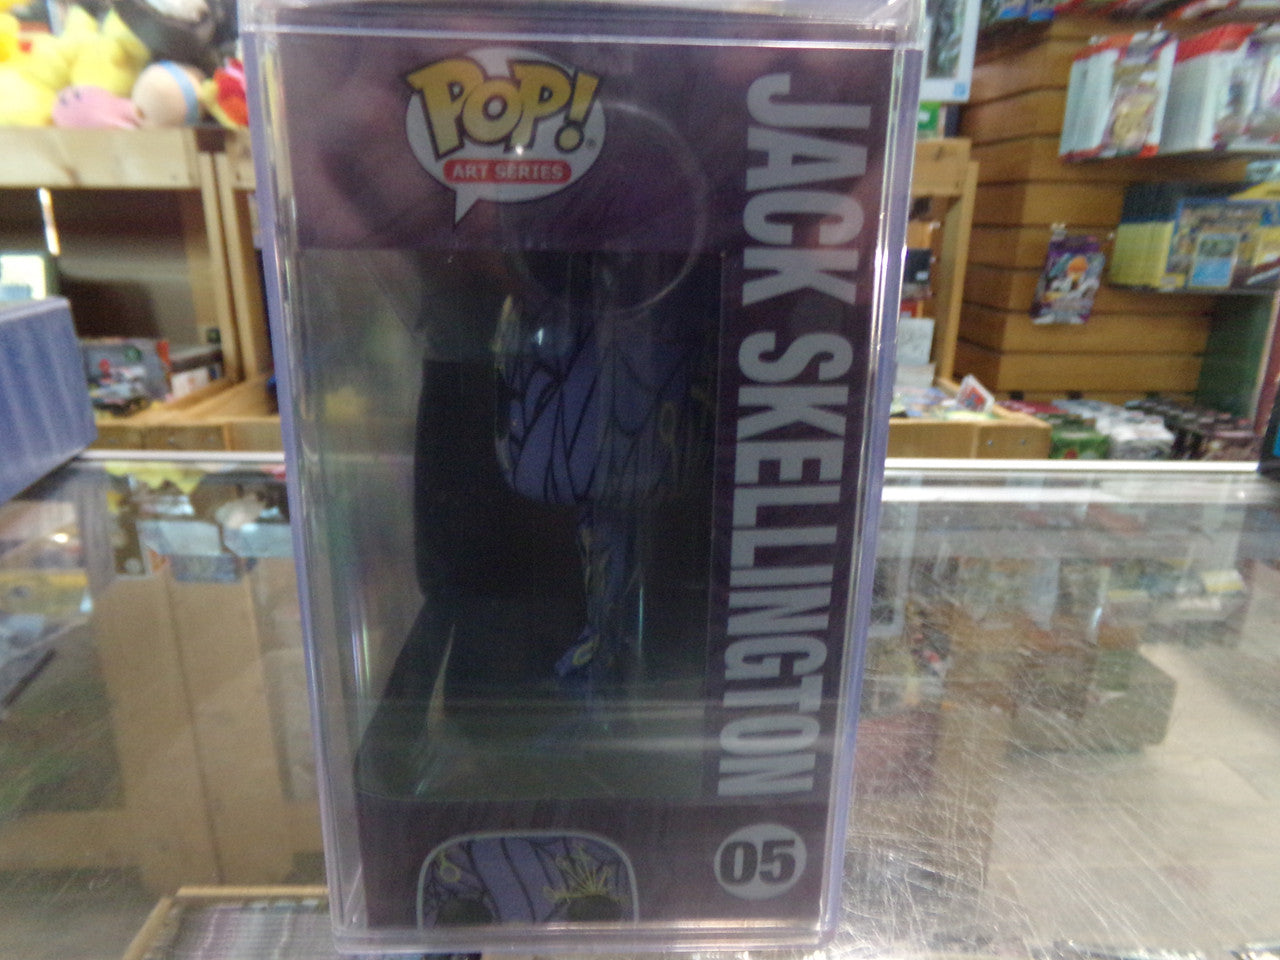 POP!
ART SERIES
JACK SKELLINGTON
05